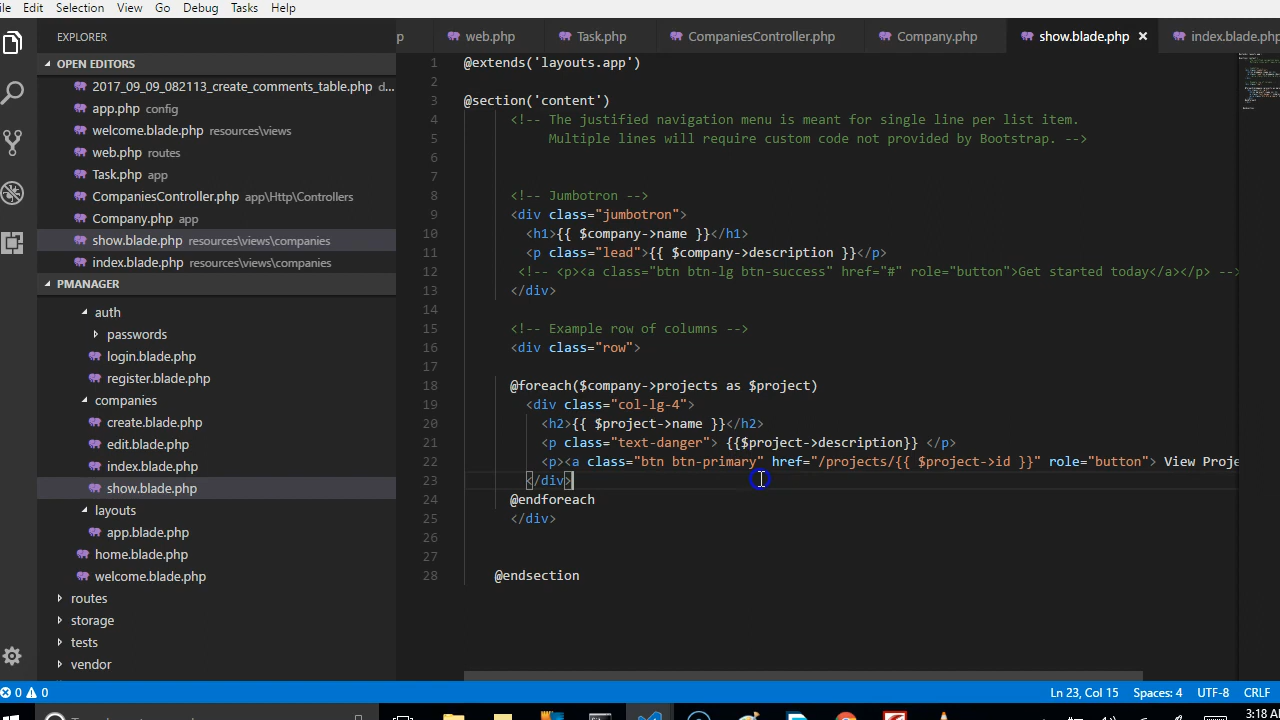 ile Edit Selection View Go Debug Tasks Help
EXPLORER
p web.php Task.php CompaniesController.php Company.php show.blade.php × index.blade.php
OPEN EDITORS
2017_09_09_082113_create_comments_table.php d...
app.php config
welcome.blade.php resources\views
web.php routes
Task.php app
CompaniesController.php app\Http\Controllers
Company.php app
show.blade.php resources\views\companies
index.blade.php resources\views\companies
PMANAGER
auth
passwords
login.blade.php
register.blade.php
companies
create.blade.php
edit.blade.php
index.blade.php
show.blade.php
layouts
app.blade.php
home.blade.php
welcome.blade.php
routes
storage
tests
vendor
1 @extends('layouts.app')
2
3 @section('content')
4 <!-- The justified navigation menu is meant for single line per list item.
5 Multiple lines will require custom code not provided by Bootstrap. -->
6
7
8 <!-- Jumbotron -->
9 <div class="jumbotron">
10 <h1>{{ $company->name }}</h1>
11 <p class="lead">{{ $company->description }}</p>
12 <!-- <p><a class="btn btn-lg btn-success" href="#" role="button">Get started today</a></p> -->
13 </div>
14
15 <!-- Example row of columns -->
16 <div class="row">
17
18 @foreach($company->projects as $project)
19 <div class="col-lg-4">
20 <h2>{{ $project->name }}</h2>
21 <p class="text-danger"> {{$project->description}} </p>
22 <p><a class="btn btn-primary" href="/projects/{{ $project->id }}" role="button"> View Proje
23 </div>
24 @endforeach
25 </div>
26
27
28 @endsection
0 0 Ln 23, Col 15 Spaces: 4 UTF-8 CRLF
3:18 AM